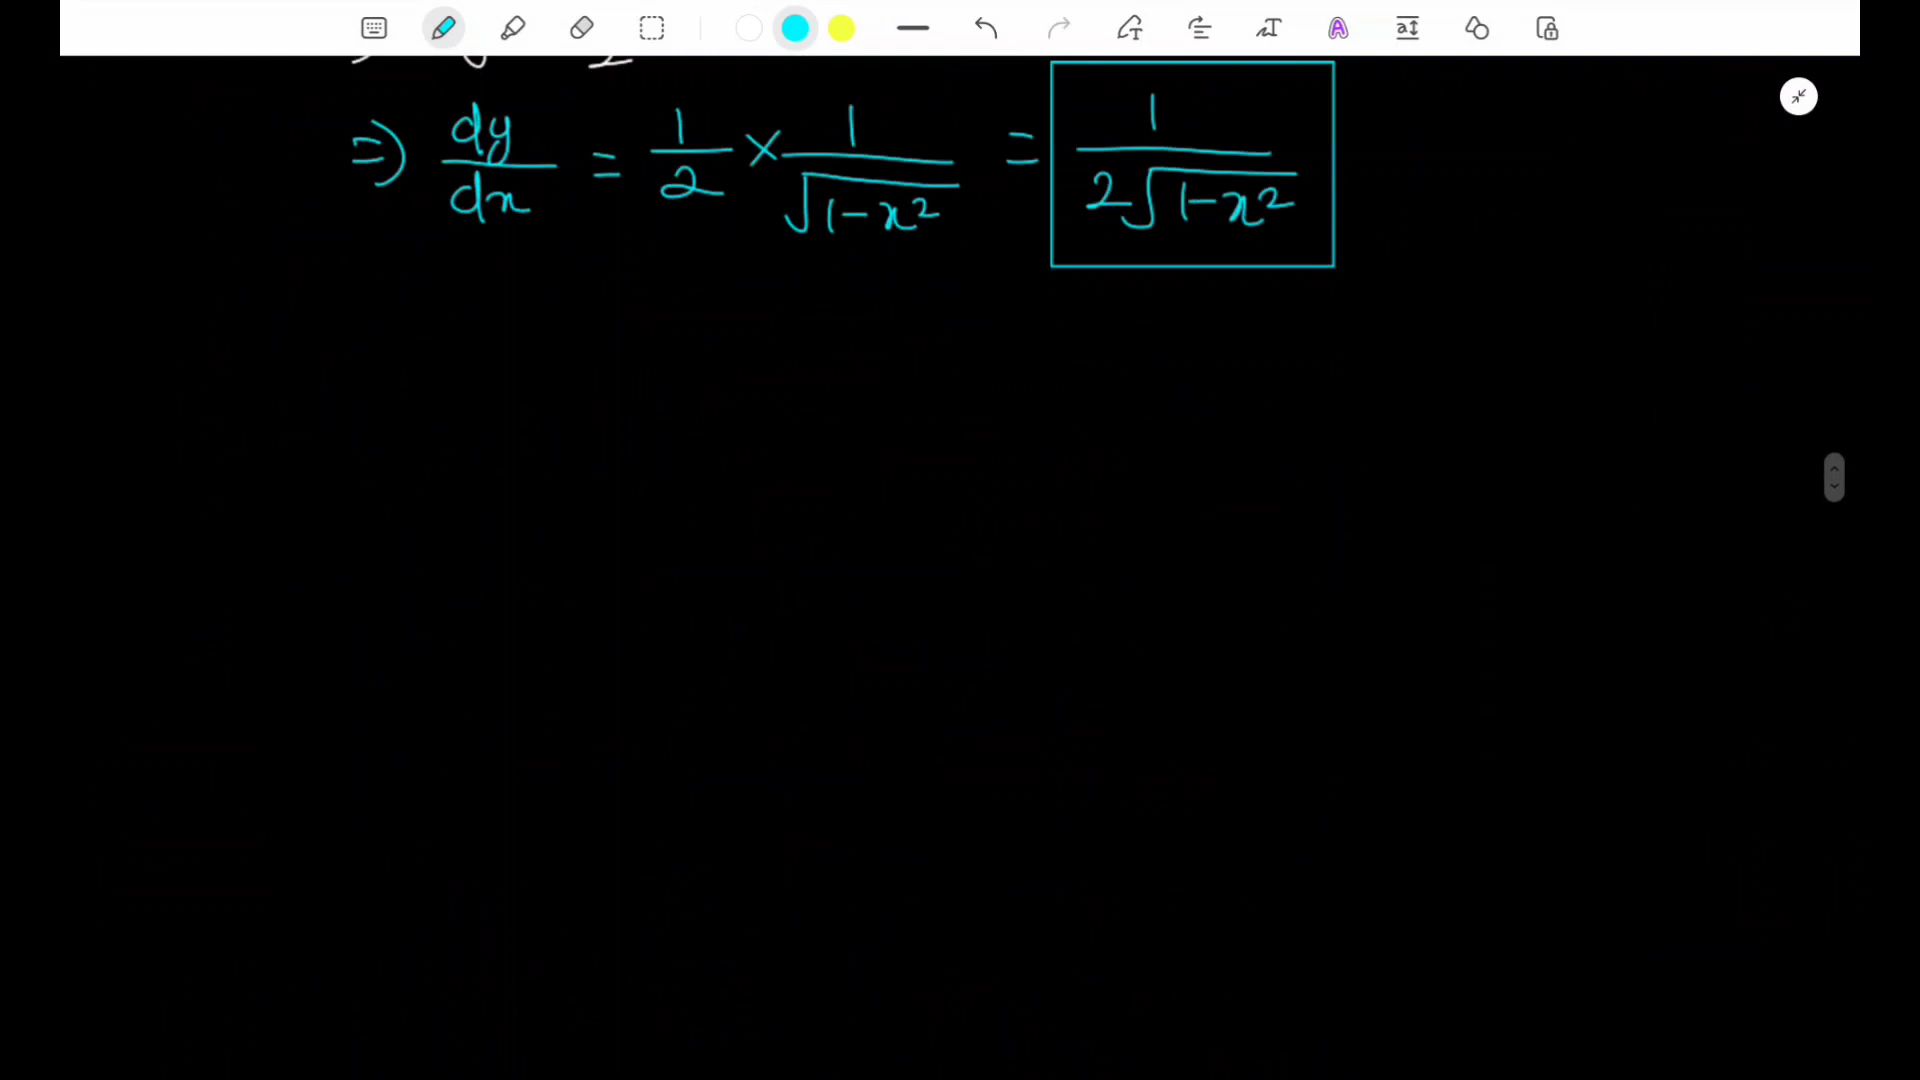 ⇒ dy/dx = 1/2 × 1/√(1-x²) = 1/(2√(1-x²))